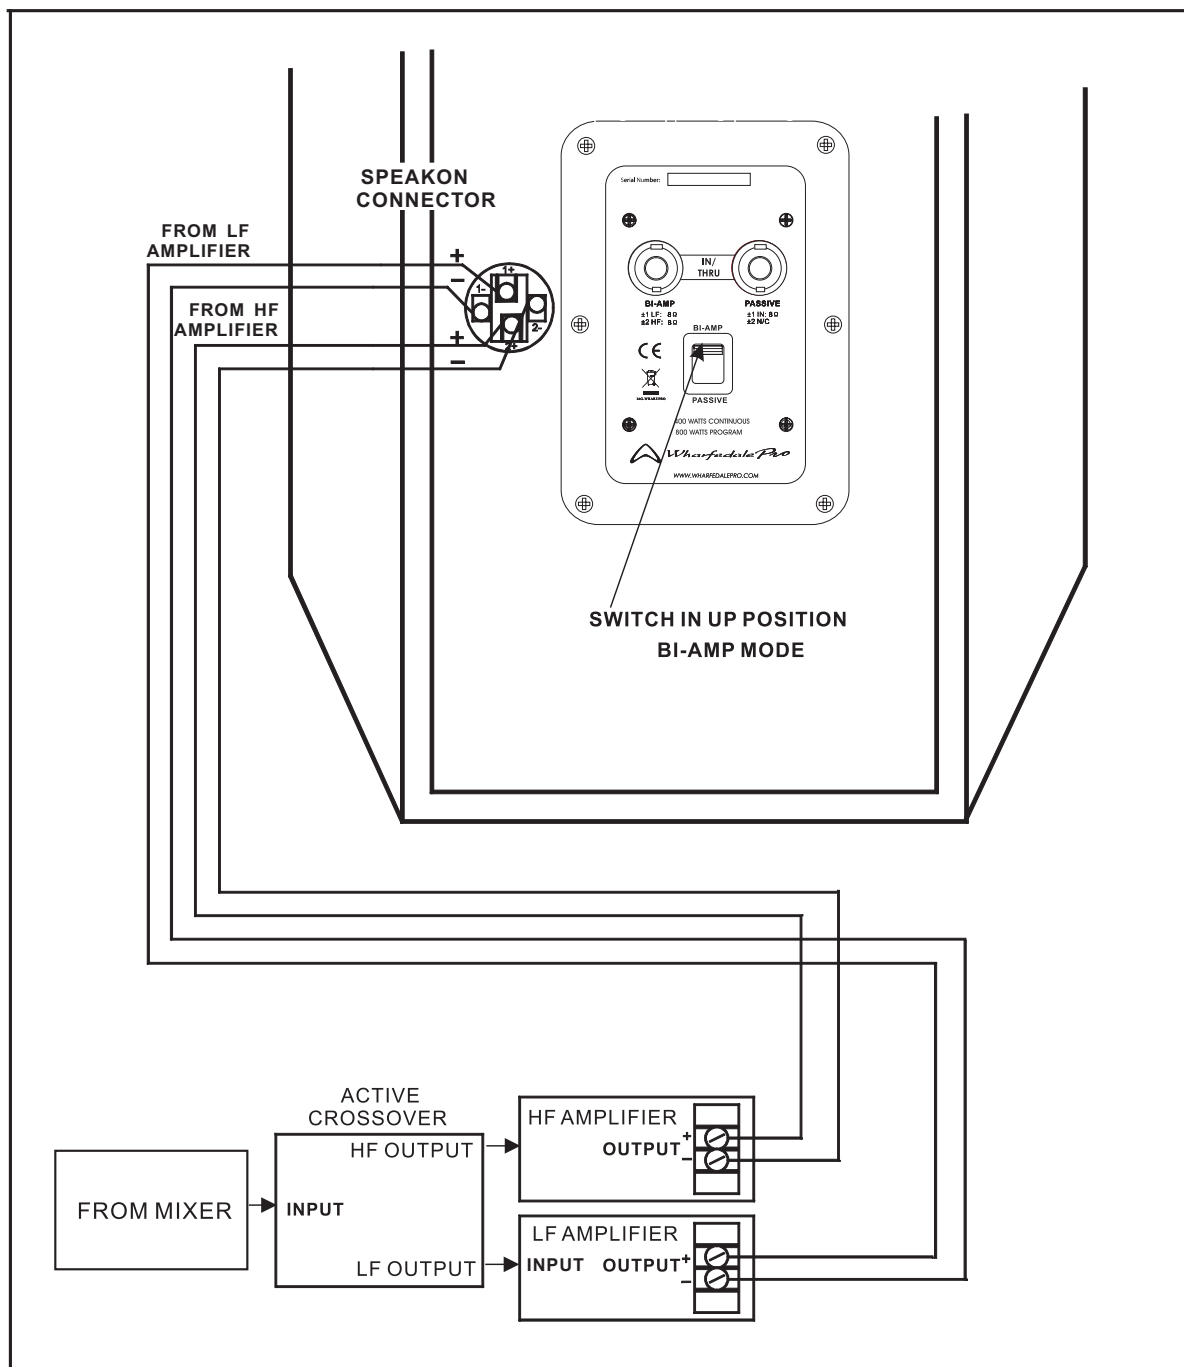 SPEAKON
CONNECTOR
FROM LF
AMPLIFIER
+
−
FROM HF
AMPLIFIER
+
−
1+
1-
2-
2+
Serial Number:
IN/
THRU
BI-AMP
±1 LF: 8Ω
±2 HF: 8Ω
PASSIVE
±1 IN: 8Ω
±2 N/C
BI-AMP
CE
PASSIVE
400 WATTS CONTINUOUS
800 WATTS PROGRAM
Wharfedale Pro
WWW.WHARFEDALEPRO.COM
SWITCH IN UP POSITION
BI-AMP MODE
ACTIVE
CROSSOVER
HF OUTPUT
FROM MIXER
INPUT
LF OUTPUT
HF AMPLIFIER
OUTPUT
+
−
LF AMPLIFIER
INPUT OUTPUT
+
−